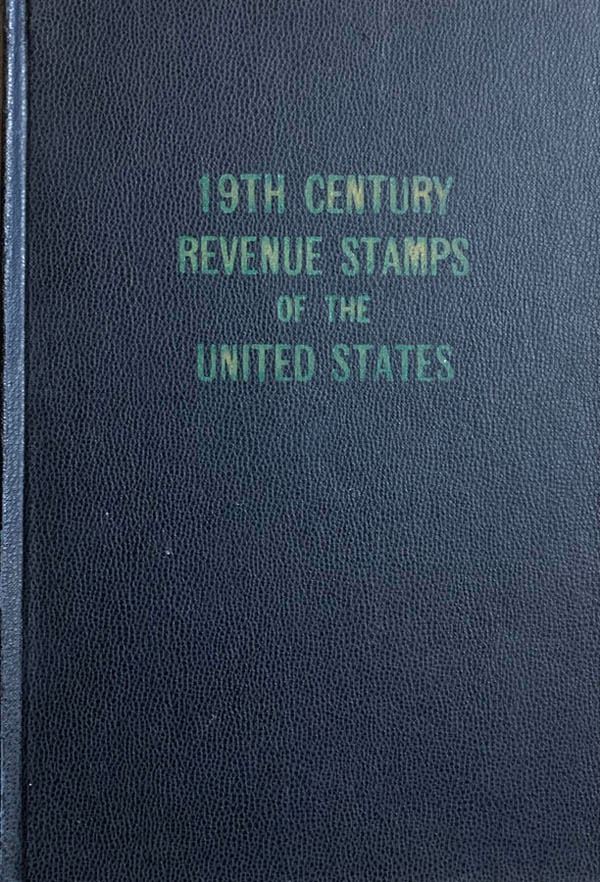 19TH CENTURY
REVENUE STAMPS
OF THE
UNITED STATES